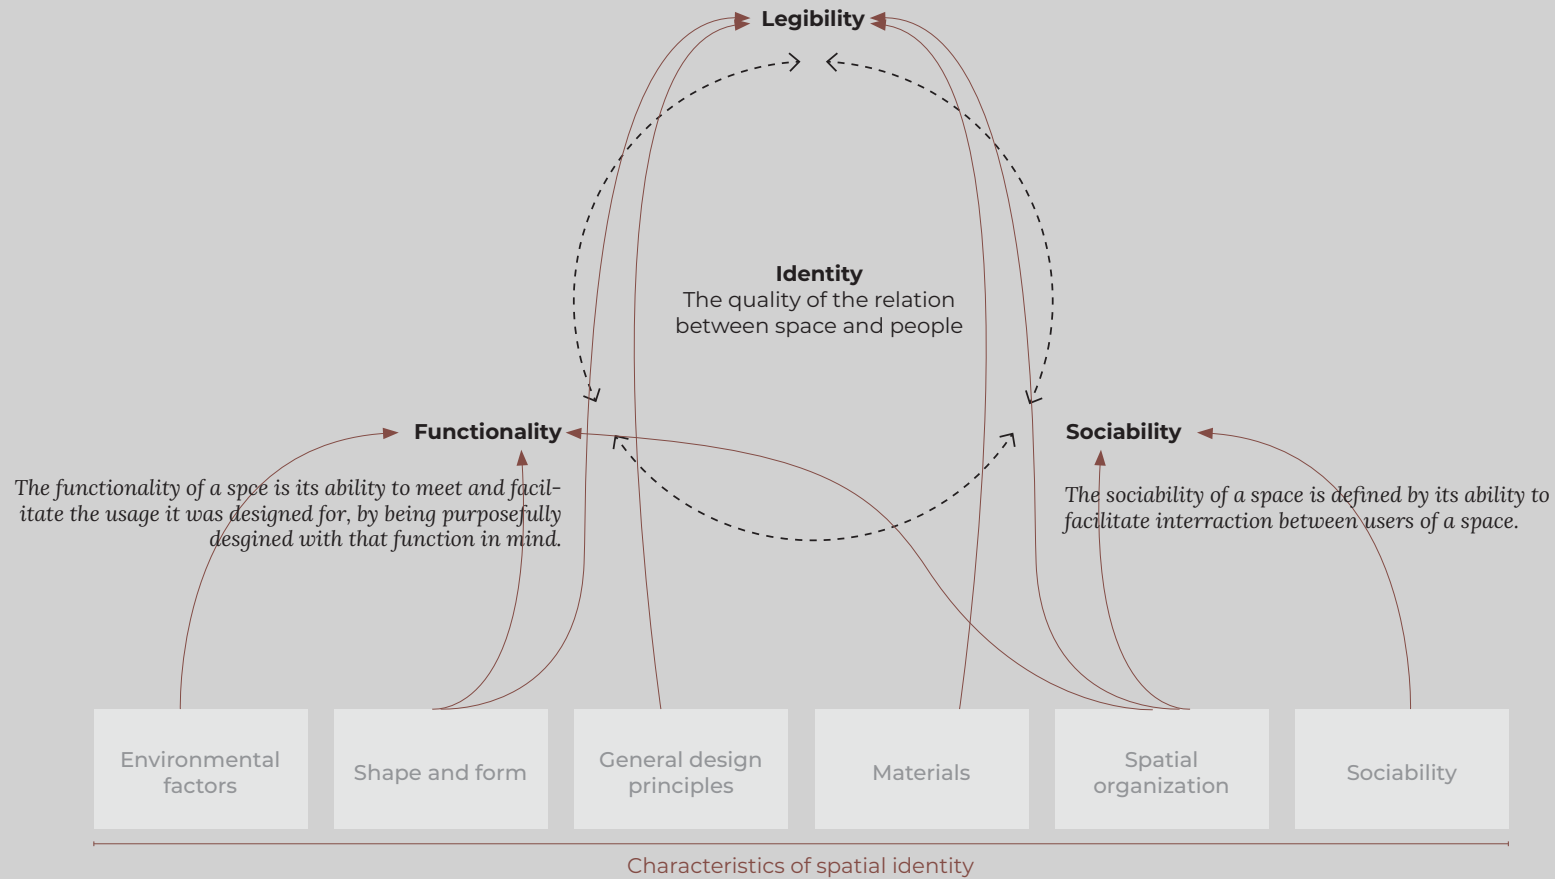 Legibility
Identity
The quality of the relation
between space and people
Functionality
The functionality of a spce is its ability to meet and facil-
itate the usage it was designed for, by being purposefully
desgined with that function in mind.
Sociability
The sociability of a space is defined by its ability to
facilitate interraction between users of a space.
Environmental
factors
Shape and form
General design
principles
Materials
Spatial
organization
Sociability
Characteristics of spatial identity